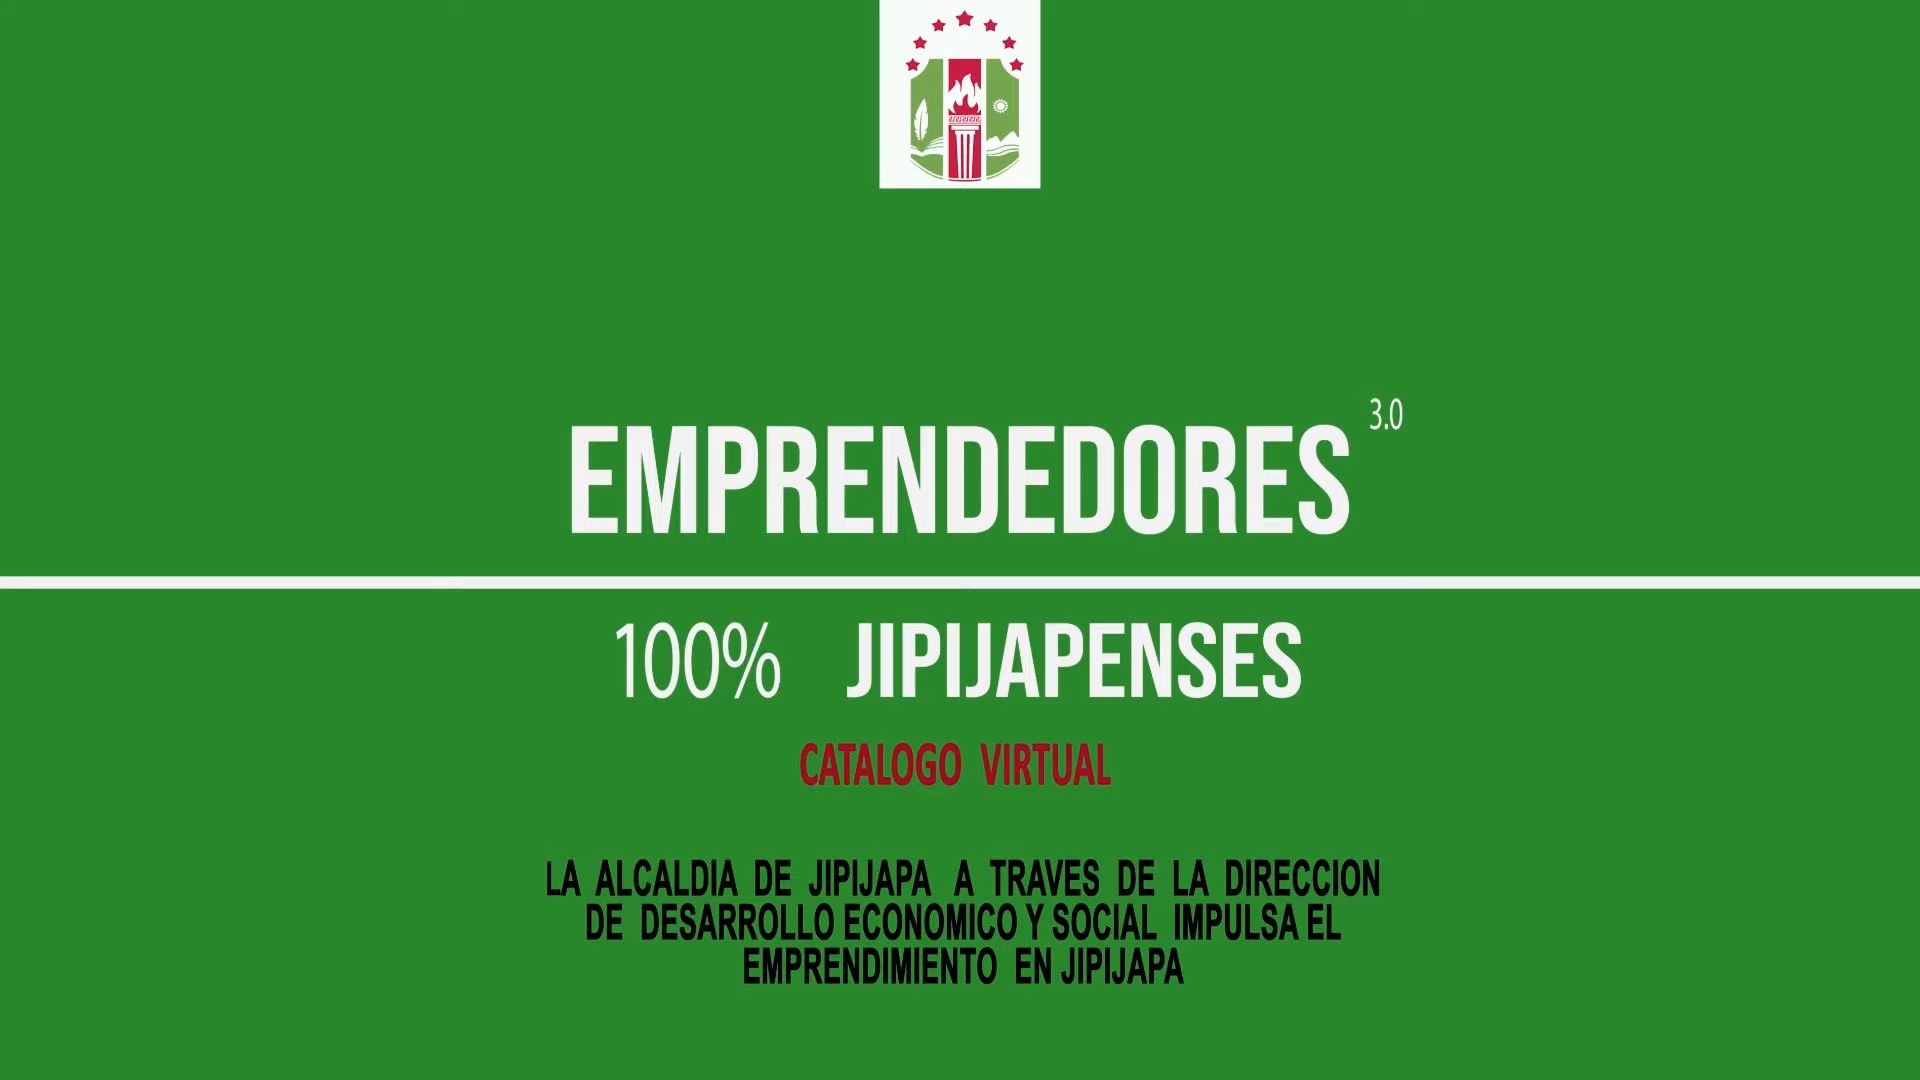 EMPRENDEDORES 3.0
100% JIPIJAPENSES
CATALOGO VIRTUAL
LA ALCALDIA DE JIPIJAPA A TRAVES DE LA DIRECCION
DE DESARROLLO ECONOMICO Y SOCIAL IMPULSA EL
EMPRENDIMIENTO EN JIPIJAPA